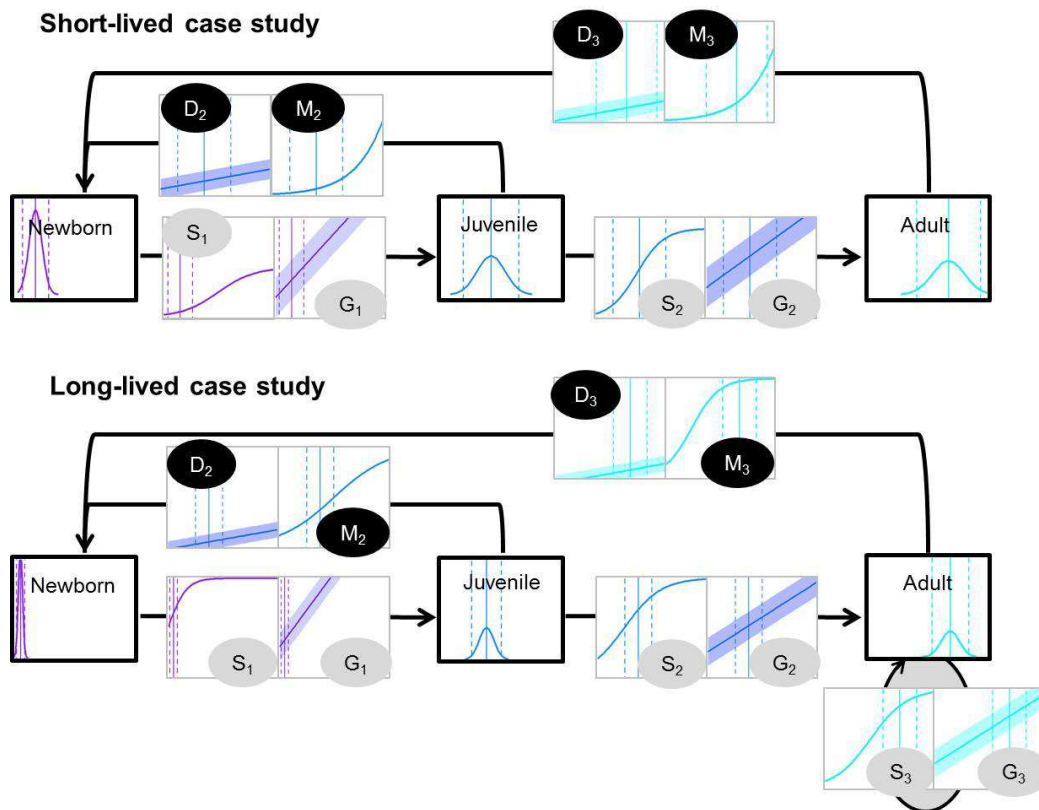 Short-lived case study
D₃ M₃
D₂ M₂
Newborn S₁ Juvenile Adult
G₁ S₂ G₂
Long-lived case study
D₃
D₂ M₃
M₂
Newborn Juvenile Adult
S₁ G₁ S₂ G₂
S₃ G₃